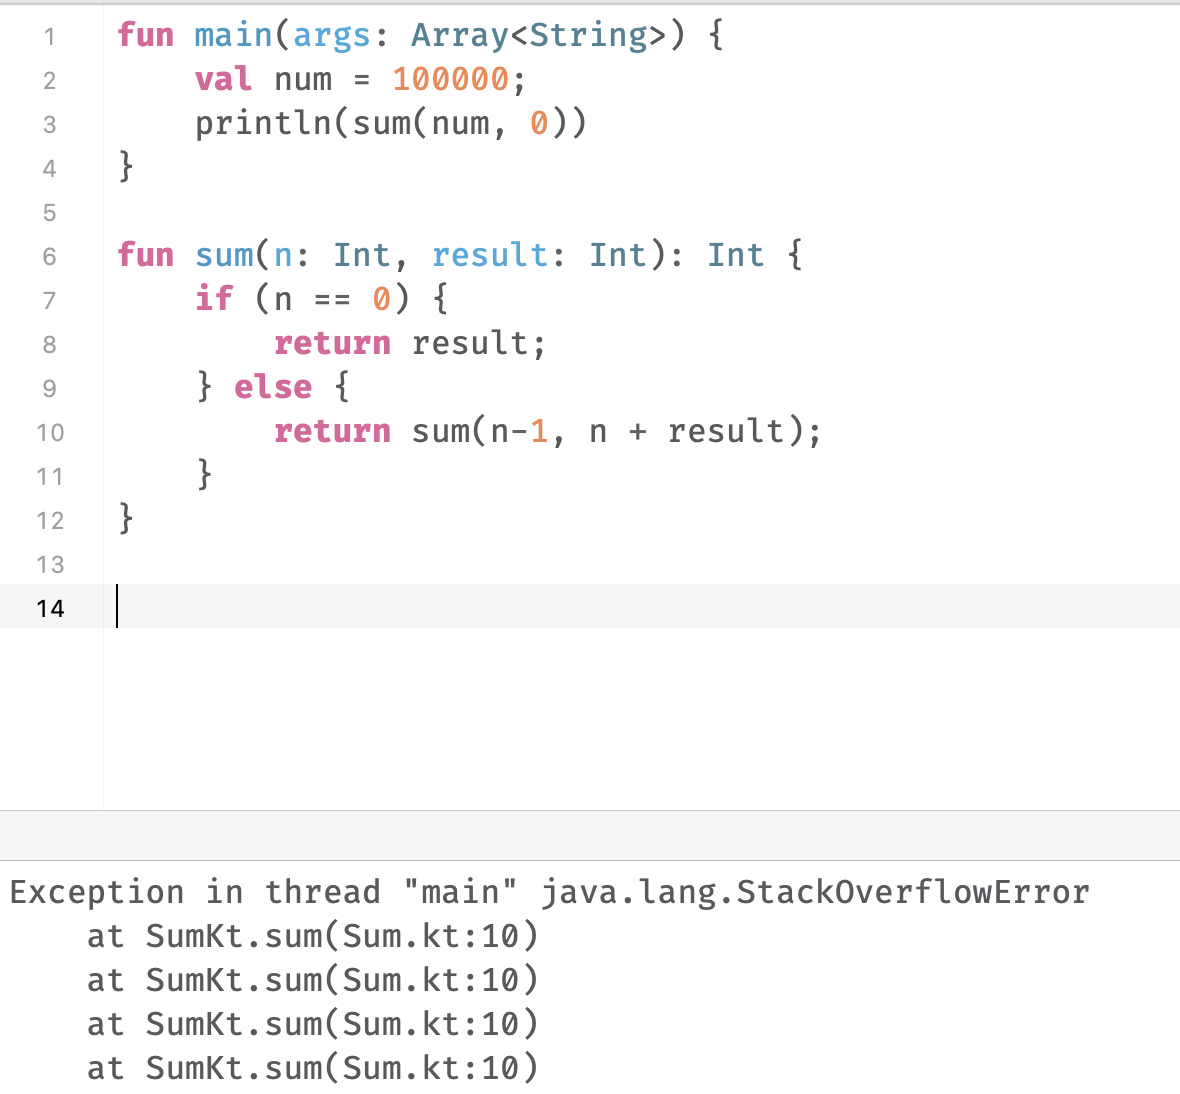 1 fun main(args: Array<String>) {
2 val num = 100000;
3 println(sum(num, 0))
4 }
5
6 fun sum(n: Int, result: Int): Int {
7 if (n == 0) {
8 return result;
9 } else {
10 return sum(n-1, n + result);
11 }
12 }
13
14
Exception in thread "main" java.lang.StackOverflowError
at SumKt.sum(Sum.kt:10)
at SumKt.sum(Sum.kt:10)
at SumKt.sum(Sum.kt:10)
at SumKt.sum(Sum.kt:10)